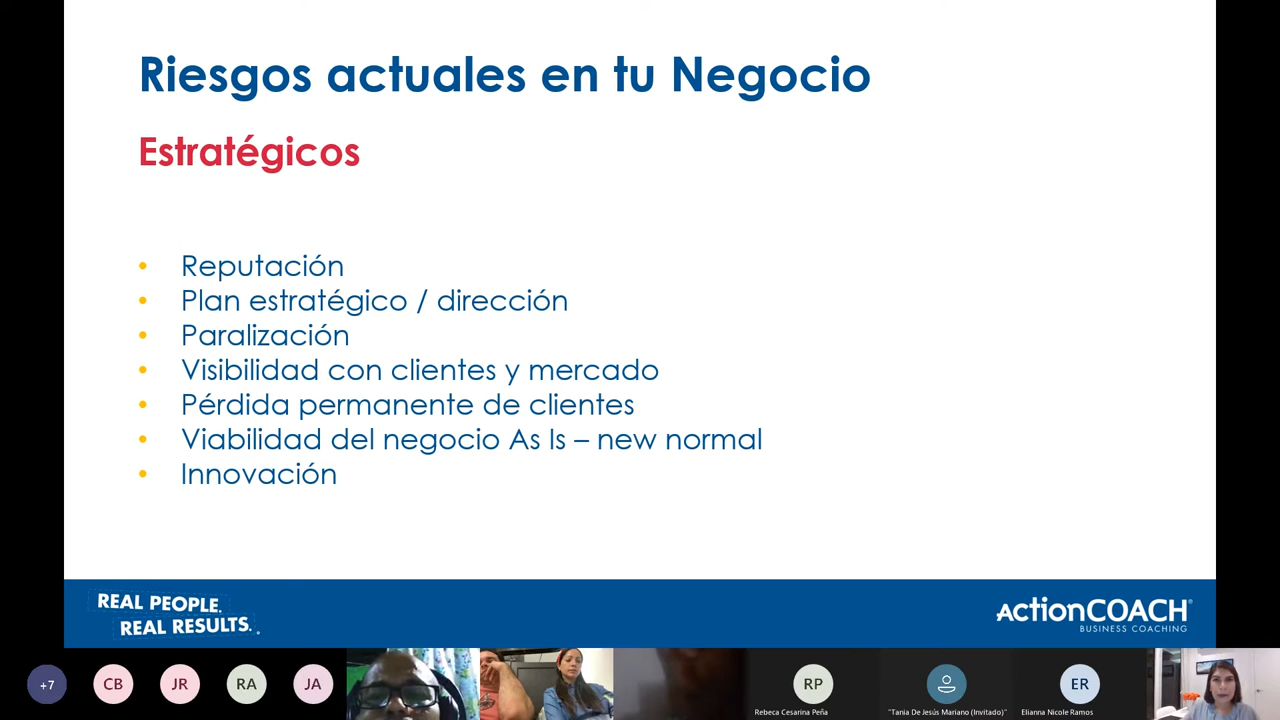 Riesgos actuales en tu Negocio
Estratégicos
• Reputación
• Plan estratégico / dirección
• Paralización
• Visibilidad con clientes y mercado
• Pérdida permanente de clientes
• Viabilidad del negocio As Is – new normal
• Innovación
REAL PEOPLE.
REAL RESULTS.
ActionCOACH®
BUSINESS COACHING
+7
CB
JR
RA
JA
RP
ER
Rebeca Cesarina Peña
"Tania De Jesús Mariano (Invitado)"
Elianna Nicole Ramos